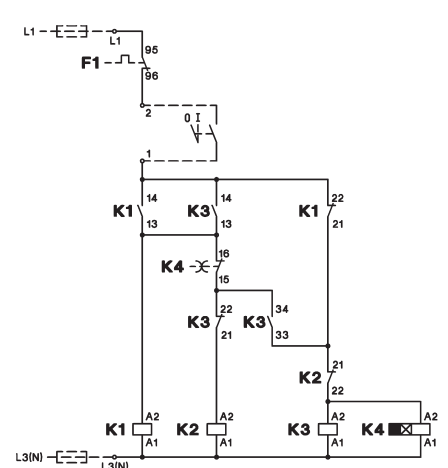 L1
L1
95
F1
96
2
0 I
1
14 14 22
K1 K3 K1
13 13 21
16
K4
15
22 34
K3 K3
21 33
21
K2
22
A2 A2 A2 A2
K1 K2 K3 K4
A1 A1 A1 A1
L3(N)
L3(N)